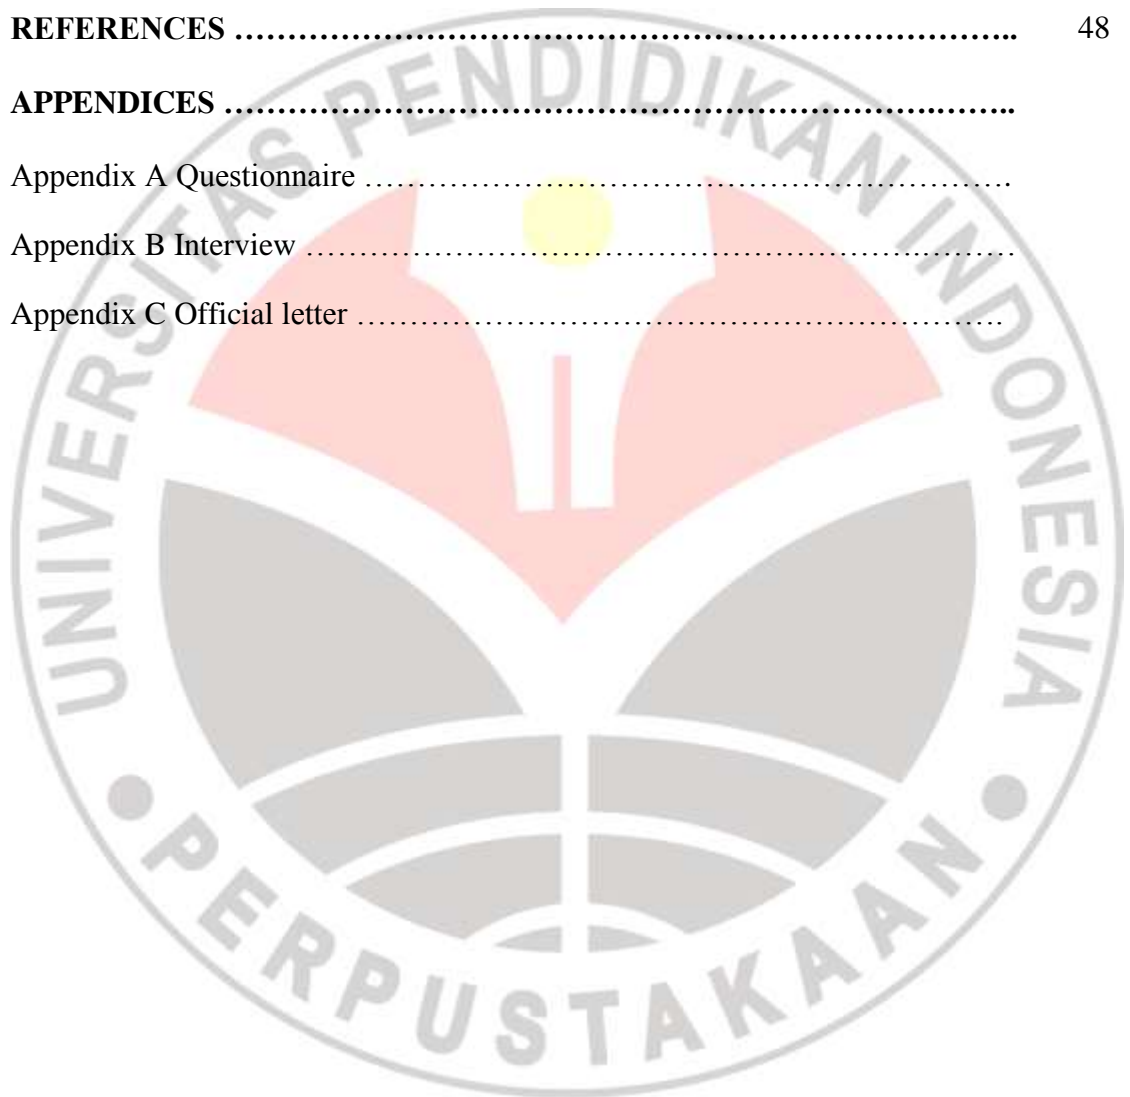 REFERENCES ……………………………………………………………….. 48
APPENDICES ………………………………………………………….……..
Appendix A Questionnaire …………………………………………………….
Appendix B Interview ………………………………………………….………
Appendix C Official letter ……………………………………………………
UNIVERSITAS PENDIDIKAN INDONESIA
PERPUSTAKAAN